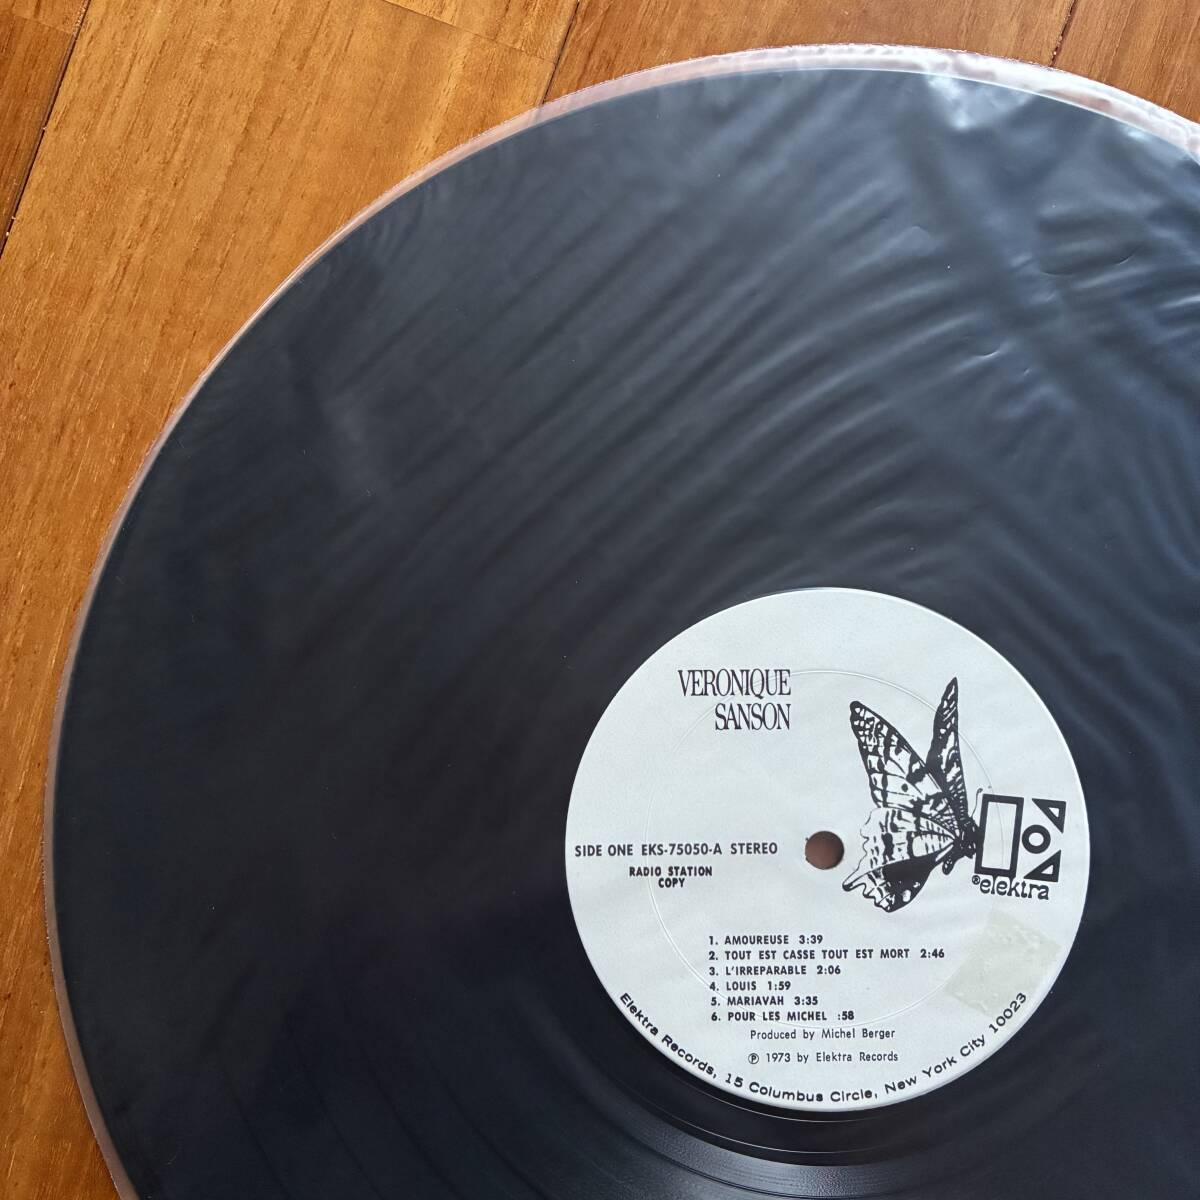 VERONIQUE
SANSON
SIDE ONE EKS-75050-A STEREO
RADIO STATION
COPY
®elektra
1. AMOUREUSE 3:39
2. TOUT EST CASSE TOUT EST MORT 2:46
3. L'IRREPARABLE 2:06
4. LOUIS 1:59
5. MARIAVAH 3:35
6. POUR LES MICHEL :58
Produced by Michel Berger
℗ 1973 by Elektra Records
Elektra Records, 15 Columbus Circle, New York City 10023